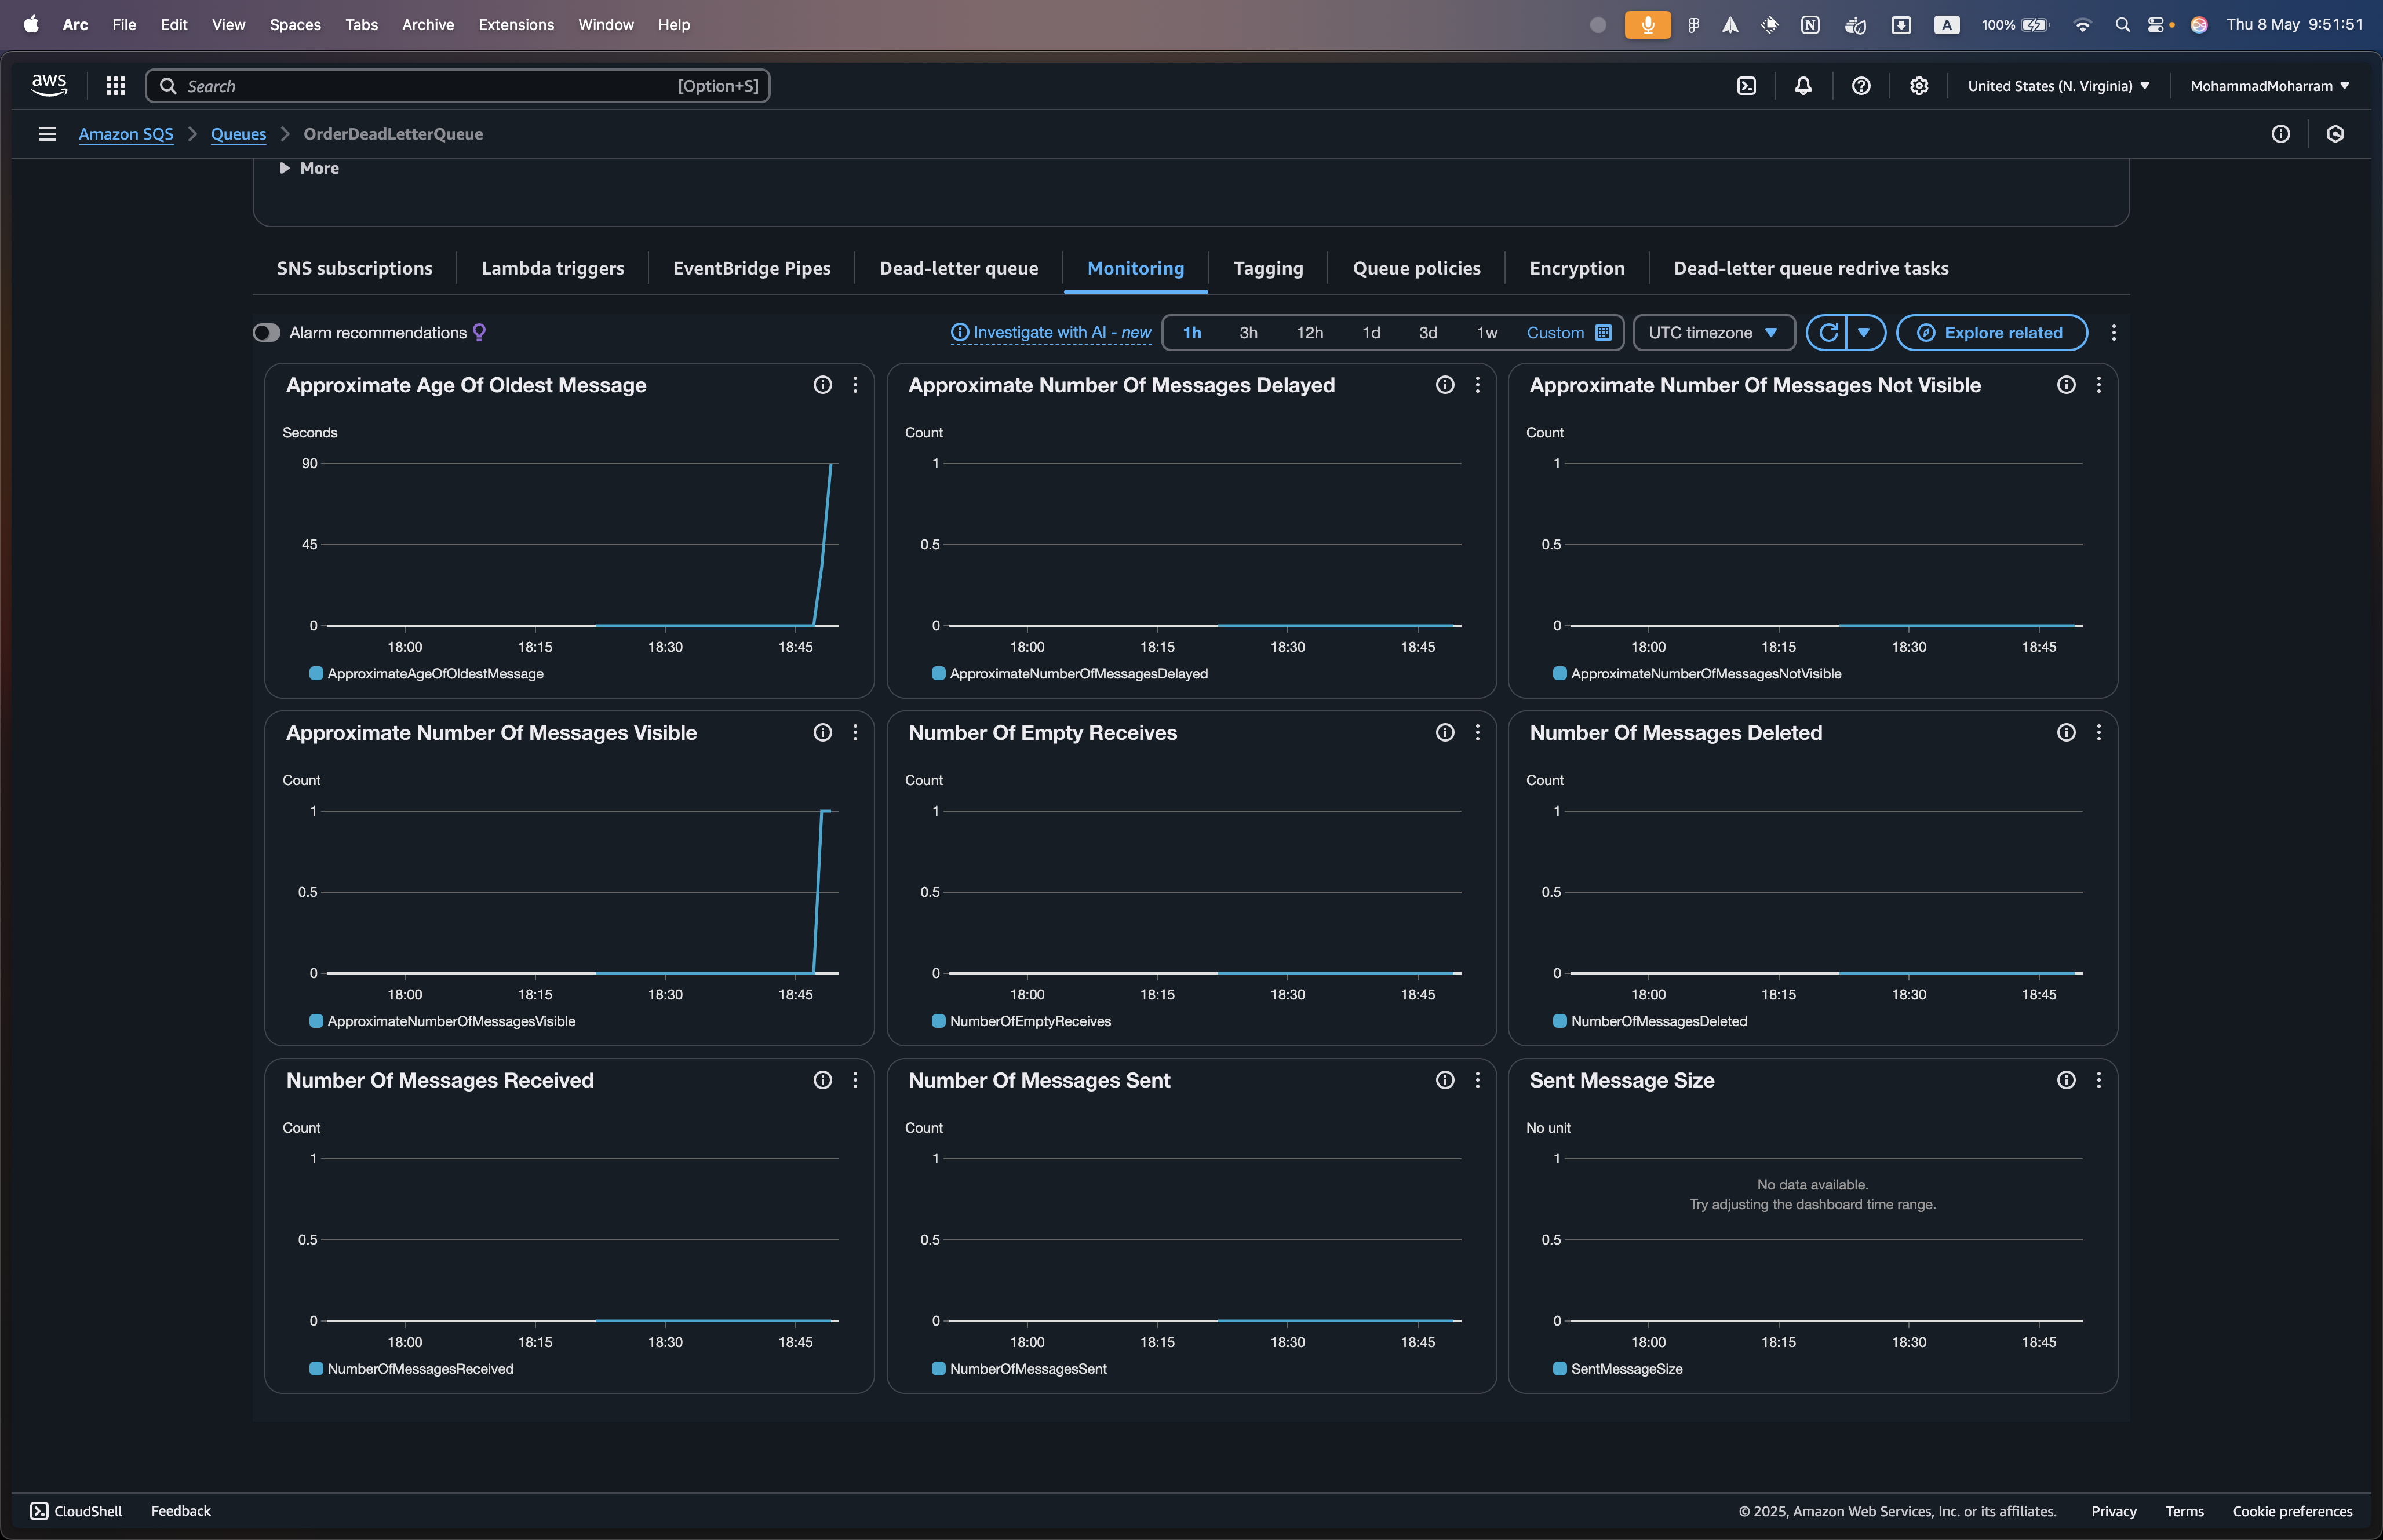 Arc File Edit View Spaces Tabs Archive Extensions Window Help 100% Thu 8 May 9:51:51
aws Search [Option+S] United States (N. Virginia) MohammadMoharram
Amazon SQS Queues OrderDeadLetterQueue
More
SNS subscriptions Lambda triggers EventBridge Pipes Dead-letter queue Monitoring Tagging Queue policies Encryption Dead-letter queue redrive tasks
Alarm recommendations Investigate with AI - new 1h 3h 12h 1d 3d 1w Custom UTC timezone Explore related
Approximate Age Of Oldest Message
Seconds
90
45
0
18:00 18:15 18:30 18:45
ApproximateAgeOfOldestMessage
Approximate Number Of Messages Delayed
Count
1
0.5
0
18:00 18:15 18:30 18:45
ApproximateNumberOfMessagesDelayed
Approximate Number Of Messages Not Visible
Count
1
0.5
0
18:00 18:15 18:30 18:45
ApproximateNumberOfMessagesNotVisible
Approximate Number Of Messages Visible
Count
1
0.5
0
18:00 18:15 18:30 18:45
ApproximateNumberOfMessagesVisible
Number Of Empty Receives
Count
1
0.5
0
18:00 18:15 18:30 18:45
NumberOfEmptyReceives
Number Of Messages Deleted
Count
1
0.5
0
18:00 18:15 18:30 18:45
NumberOfMessagesDeleted
Number Of Messages Received
Count
1
0.5
0
18:00 18:15 18:30 18:45
NumberOfMessagesReceived
Number Of Messages Sent
Count
1
0.5
0
18:00 18:15 18:30 18:45
NumberOfMessagesSent
Sent Message Size
No unit
1
No data available.
Try adjusting the dashboard time range.
0.5
0
18:00 18:15 18:30 18:45
SentMessageSize
CloudShell Feedback © 2025, Amazon Web Services, Inc. or its affiliates. Privacy Terms Cookie preferences